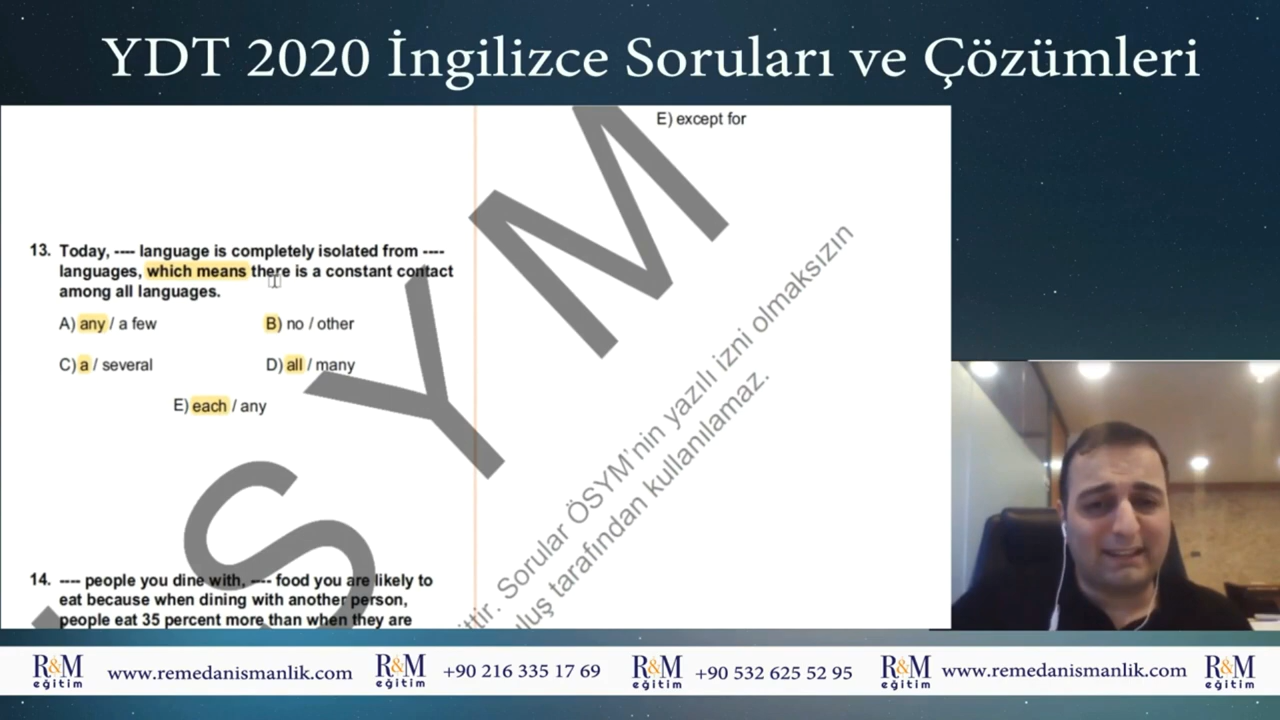 YDT 2020 İngilizce Soruları ve Çözümleri
E) except for
13. Today, ---- language is completely isolated from ----
languages, which means there is a constant contact
among all languages.
A) any / a few
B) no / other
C) a / several
D) all / many
E) each / any
14. ---- people you dine with, ---- food you are likely to
eat because when dining with another person,
people eat 35 percent more than when they are
SYM
ittir. Sorular ÖSYM'nin yazılı izni olmaksızın
luş tarafından kullanılamaz.
R&M eğitim
www.remedanismanlik.com
R&M eğitim
+90 216 335 17 69
R&M eğitim
+90 532 625 52 95
R&M eğitim
www.remedanismanlik.com
R&M eğitim